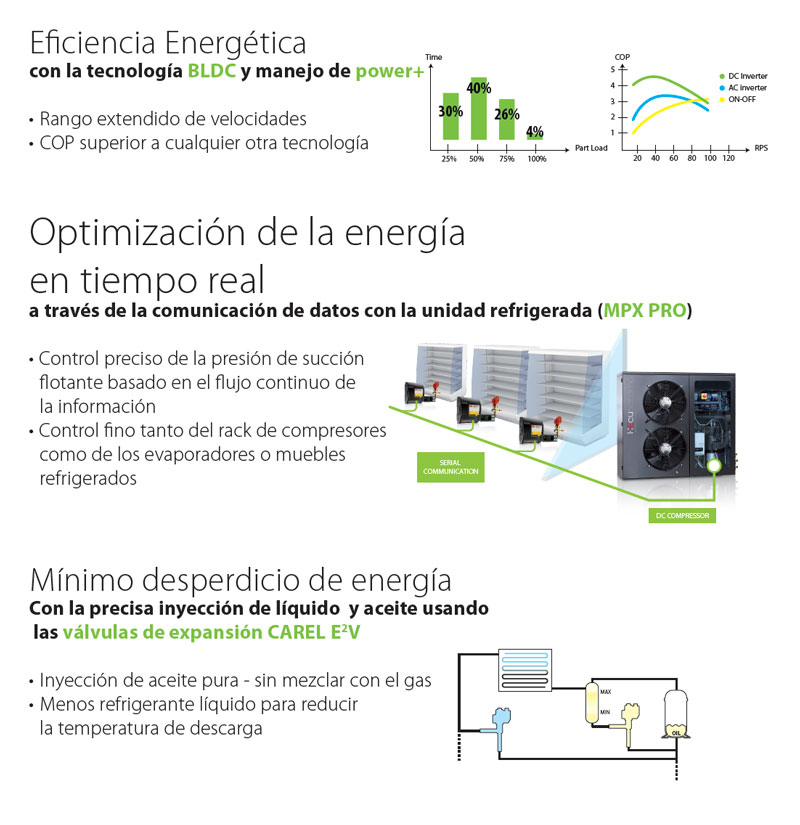 Eficiencia Energética
con la tecnología BLDC y manejo de power+
• Rango extendido de velocidades
• COP superior a cualquier otra tecnología
Time
30%
40%
26%
4%
25%
50%
75%
100%
Part Load
COP
5
4
3
2
1
20 40 60 80 100 120
RPS
DC Inverter
AC inverter
ON-OFF
Optimización de la energía
en tiempo real
a través de la comunicación de datos con la unidad refrigerada (MPX PRO)
• Control preciso de la presión de succión
flotante basado en el flujo continuo de
la información
• Control fino tanto del rack de compresores
como de los evaporadores o muebles
refrigerados
SERIAL
COMMUNICATION
DC COMPRESSOR
Mínimo desperdicio de energía
Con la precisa inyección de líquido y aceite usando
las válvulas de expansión CAREL E²V
• Inyección de aceite pura - sin mezclar con el gas
• Menos refrigerante líquido para reducir
la temperatura de descarga
MAX
MIN
OIL